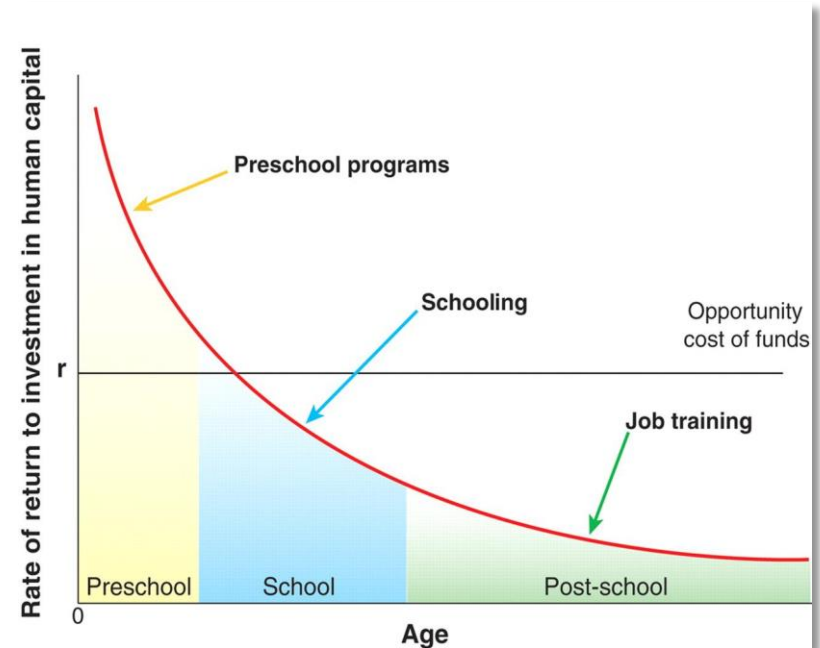 Rate of return to investment in human capital
Preschool programs
Schooling
Opportunity
cost of funds
r
Job training
Preschool
School
Post-school
0
Age